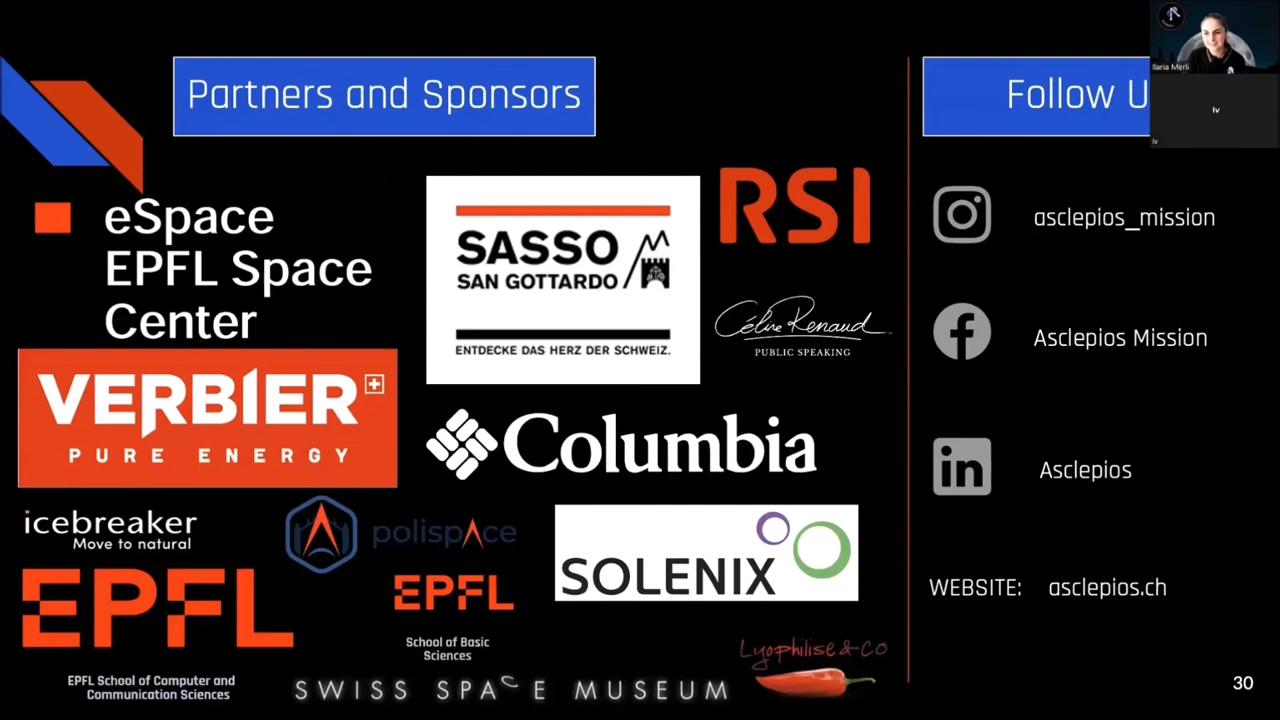 Partners and Sponsors
eSpace
EPFL Space
Center
SASSO
SAN GOTTARDO
ENTDECKE DAS HERZ DER SCHWEIZ.
RSI
Céline Renaud
PUBLIC SPEAKING
VERBIER
PURE ENERGY
Columbia
icebreaker
Move to natural
polispace
SOLENIX
EPFL
EPFL School of Computer and
Communication Sciences
EPFL
School of Basic
Sciences
SWISS SPACE MUSEUM
Lyophilise & Co
Follow U
asclepios_mission
Asclepios Mission
in
Asclepios
WEBSITE: asclepios.ch
30
Ilaria Merli
lv
lv